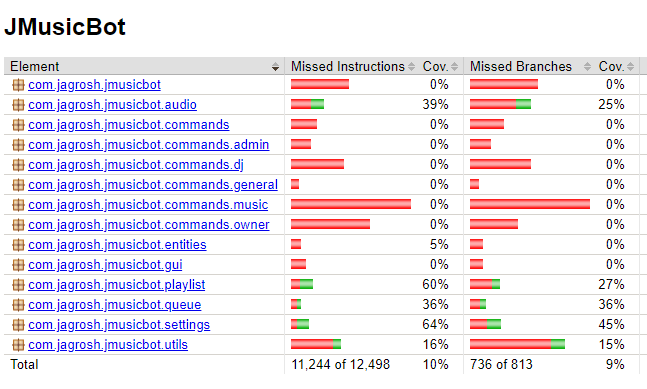 JMusicBot
Element Missed Instructions Cov. Missed Branches Cov.
com.jagrosh.jmusicbot 0% 0%
com.jagrosh.jmusicbot.audio 39% 25%
com.jagrosh.jmusicbot.commands 0% 0%
com.jagrosh.jmusicbot.commands.admin 0% 0%
com.jagrosh.jmusicbot.commands.dj 0% 0%
com.jagrosh.jmusicbot.commands.general 0% 0%
com.jagrosh.jmusicbot.commands.music 0% 0%
com.jagrosh.jmusicbot.commands.owner 0% 0%
com.jagrosh.jmusicbot.entities 5% 0%
com.jagrosh.jmusicbot.gui 0% 0%
com.jagrosh.jmusicbot.playlist 60% 27%
com.jagrosh.jmusicbot.queue 36% 36%
com.jagrosh.jmusicbot.settings 64% 45%
com.jagrosh.jmusicbot.utils 16% 15%
Total 11,244 of 12,498 10% 736 of 813 9%